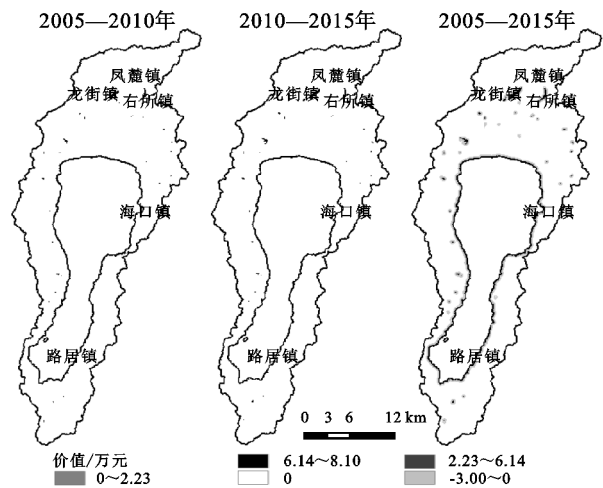 2005—2010年 2010—2015年 2005—2015年
凤麓镇 凤麓镇 凤麓镇
龙街镇 龙街镇 龙街镇
右所镇 右所镇 右所镇
海口镇 海口镇 海口镇
路居镇 路居镇 路居镇
0 3 6 12 km
价值/万元 6.14～8.10 2.23～6.14
0～2.23 0 -3.00～0